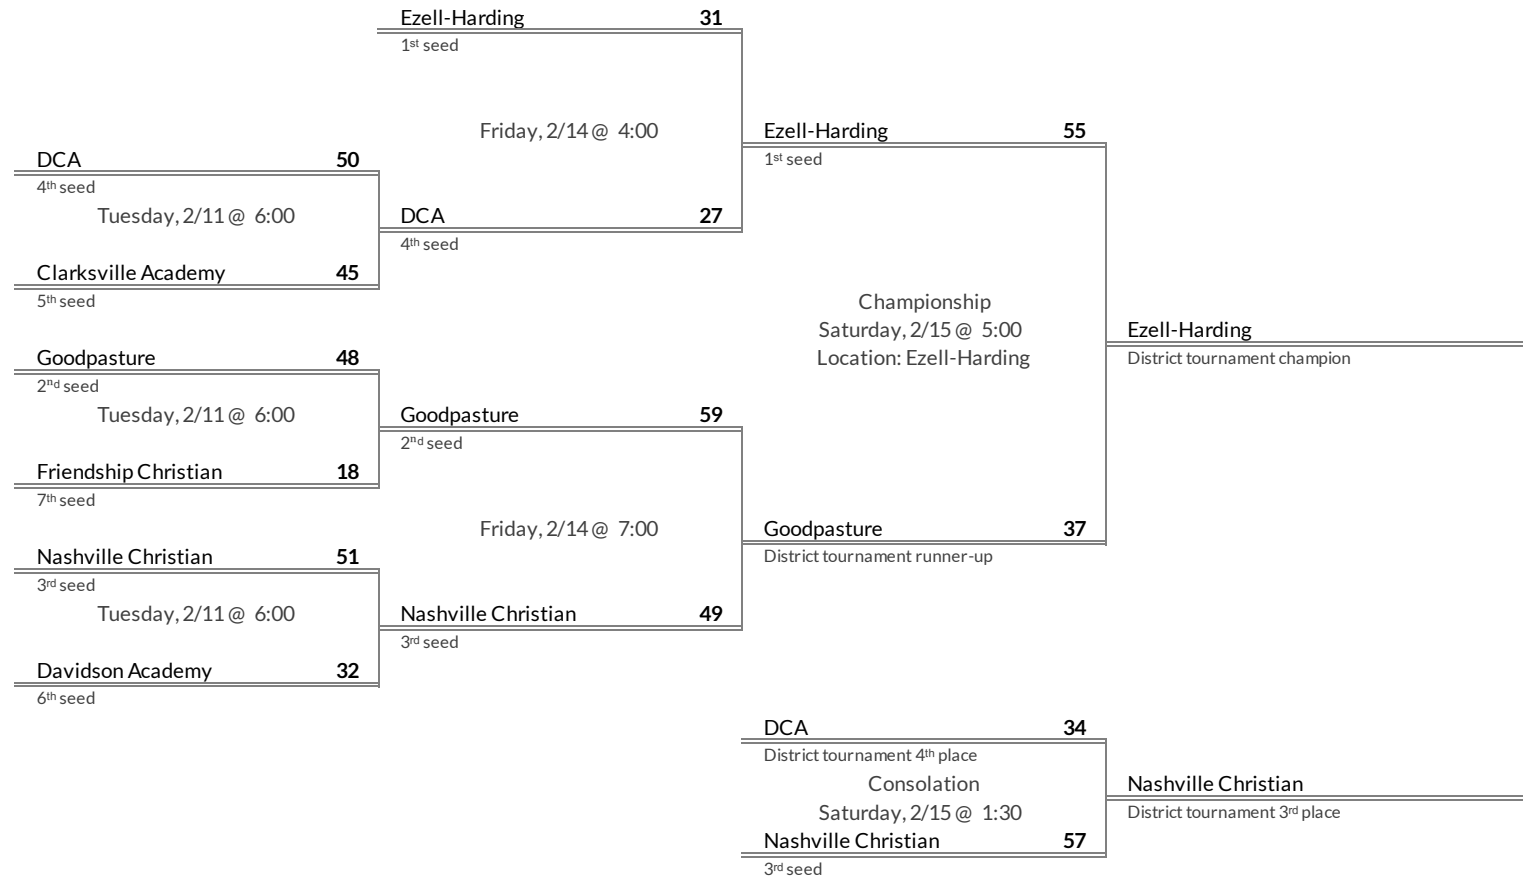 Ezell-Harding 31
1st seed
Friday, 2/14 @ 4:00
Ezell-Harding 55
1st seed
DCA 50
4th seed
Tuesday, 2/11 @ 6:00
DCA 27
4th seed
Clarksville Academy 45
5th seed
Championship
Saturday, 2/15 @ 5:00
Location: Ezell-Harding
Ezell-Harding
District tournament champion
Goodpasture 48
2nd seed
Tuesday, 2/11 @ 6:00
Goodpasture 59
2nd seed
Friendship Christian 18
7th seed
Friday, 2/14 @ 7:00
Goodpasture 37
District tournament runner-up
Nashville Christian 51
3rd seed
Tuesday, 2/11 @ 6:00
Nashville Christian 49
3rd seed
Davidson Academy 32
6th seed
DCA 34
District tournament 4th place
Consolation
Saturday, 2/15 @ 1:30
Nashville Christian
District tournament 3rd place
Nashville Christian 57
3rd seed